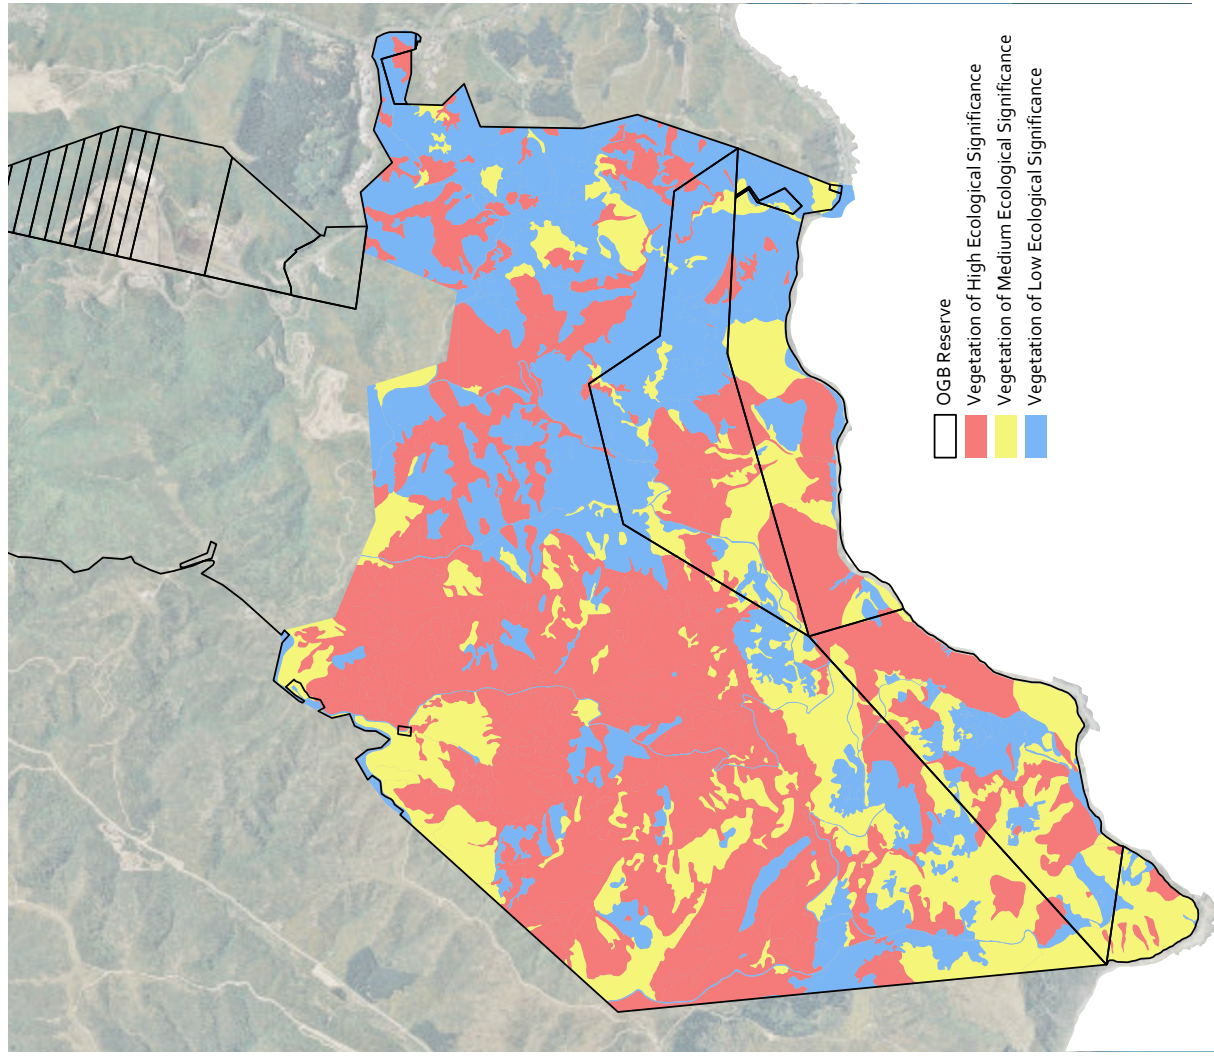 OGB Reserve
Vegetation of High Ecological Significance
Vegetation of Medium Ecological Significance
Vegetation of Low Ecological Significance